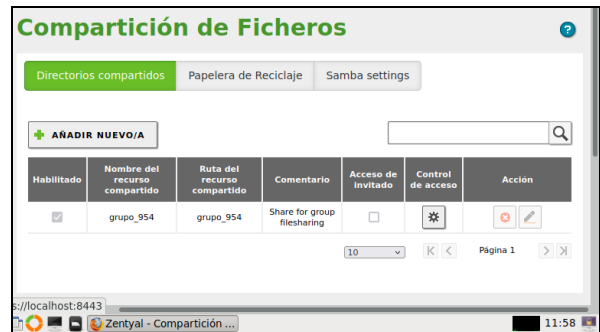 Compartición de Ficheros
?
Directorios compartidos Papelera de Reciclaje Samba settings
AÑADIR NUEVO/A
Habilitado Nombre del recurso compartido Ruta del recurso compartido Comentario Acceso de invitado Control de acceso Acción
grupo_954 grupo_954 Share for group filesharing
10 Página 1
s://localhost:8443
Zentyal - Compartición ... 11:58